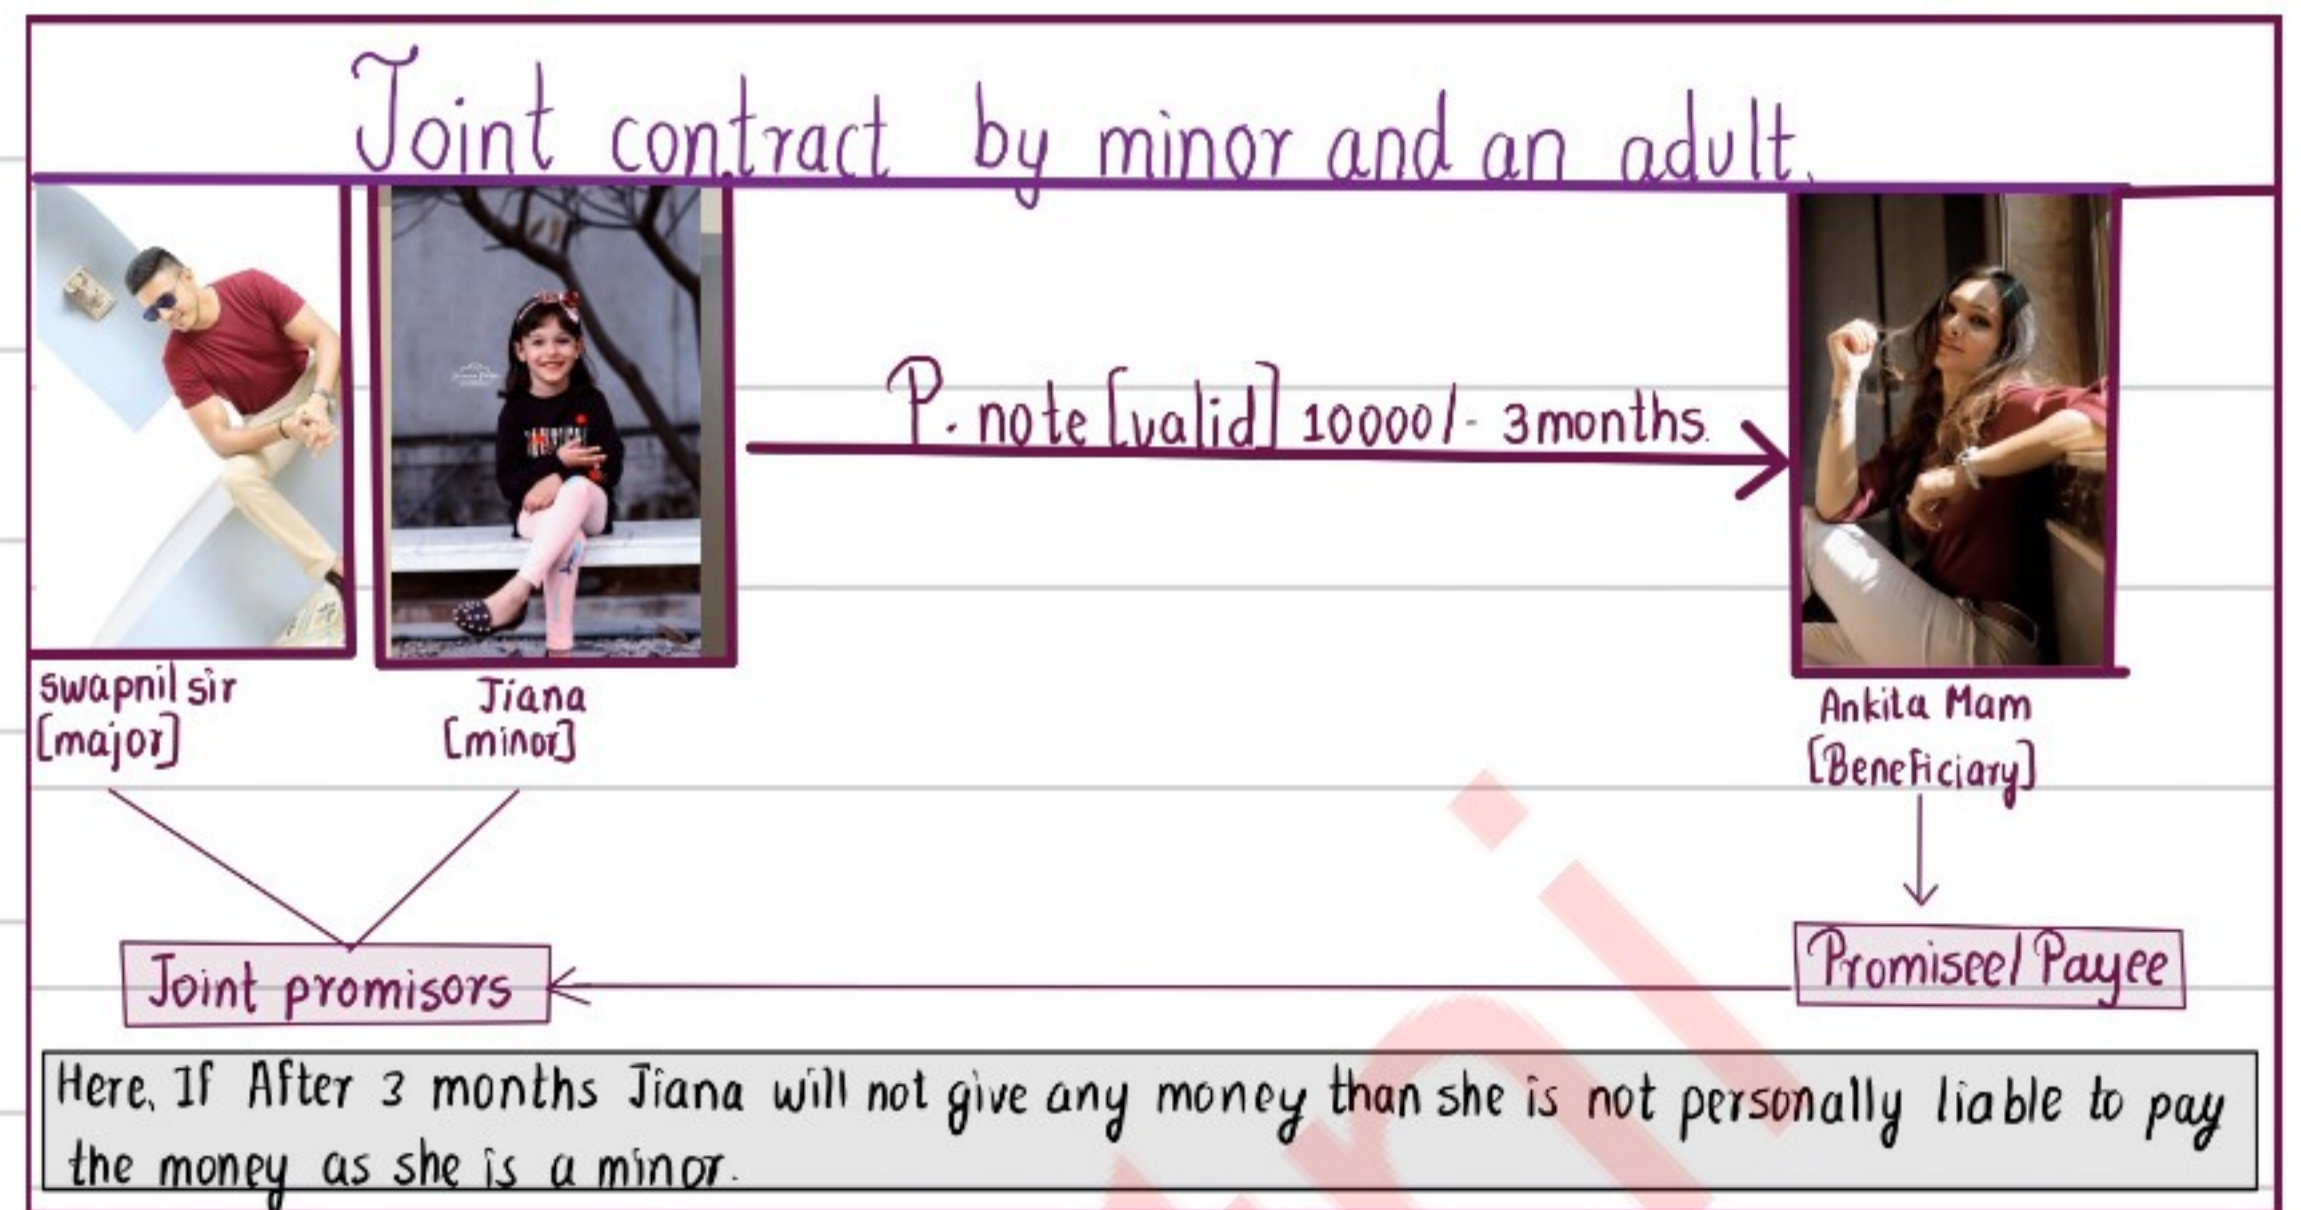 Joint contract by minor and an adult.
P. note [valid] 10000/- 3 months.
swapnil sir
[major]
Jiana
[minor]
Ankita Mam
[Beneficiary]
Joint promisors
Promisee/Payee
Here, If After 3 months Jiana will not give any money than she is not personally liable to pay
the money as she is a minor.